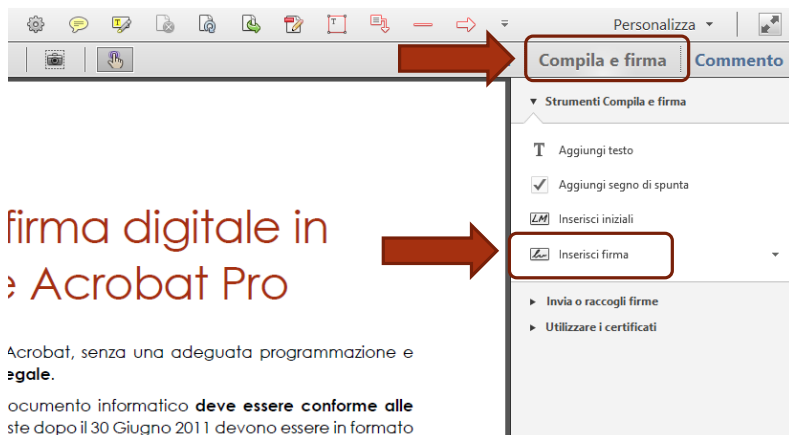 Personalizza
Compila e firma
Commento
Strumenti Compila e firma
T Aggiungi testo
Aggiungi segno di spunta
LM Inserisci iniziali
Inserisci firma
Invia o raccogli firme
Utilizzare i certificati
firma digitale in
e Acrobat Pro
Acrobat, senza una adeguata programmazione e
egale.
ocumento informatico deve essere conforme alle
ste dopo il 30 Giugno 2011 devono essere in formato